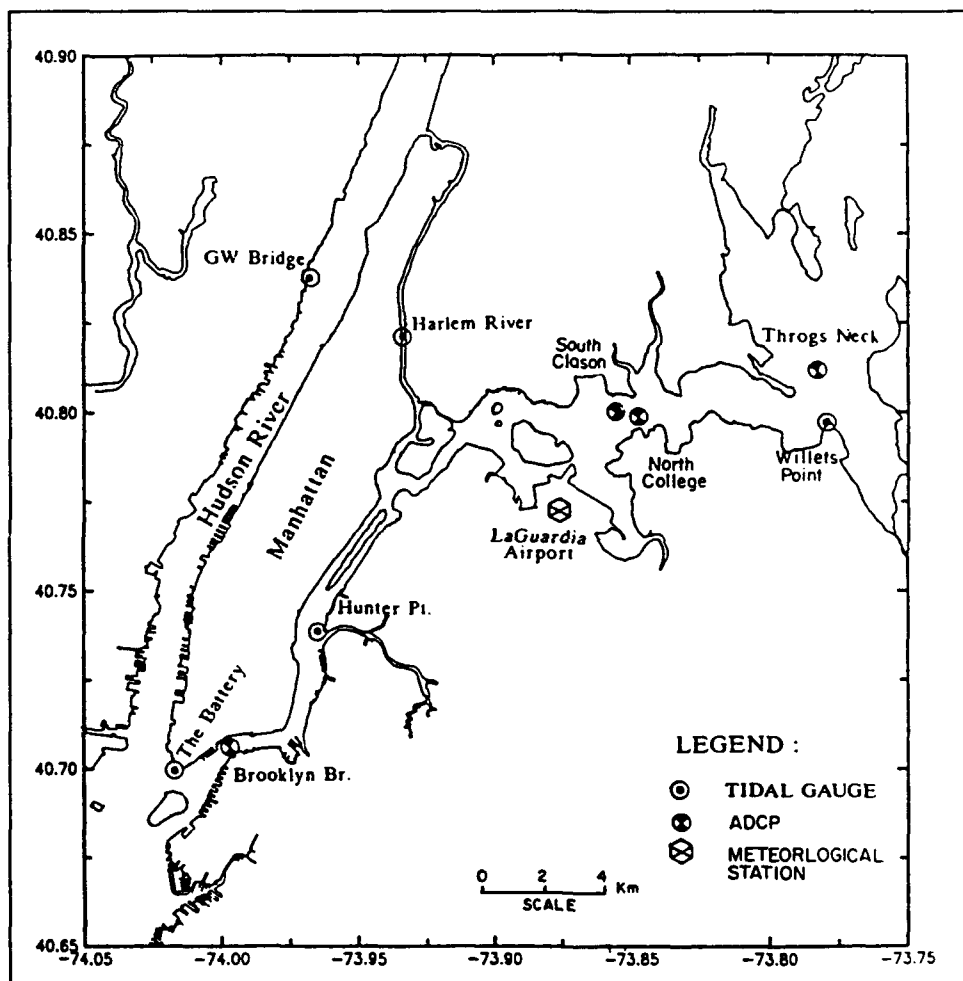 40.90
40.85
40.80
40.75
40.70
40.65
-74.05
-74.00
-73.95
-73.90
-73.85
-73.80
-73.75
GW Bridge
Harlem River
South
Clason
Throgs Neck
Hudson River
Manhattan
North
College
Willets
Point
LaGuardia
Airport
Hunter Pt.
The Battery
Brooklyn Br.
LEGEND :
TIDAL GAUGE
ADCP
METEORLOGICAL
STATION
0 2 4 Km
SCALE